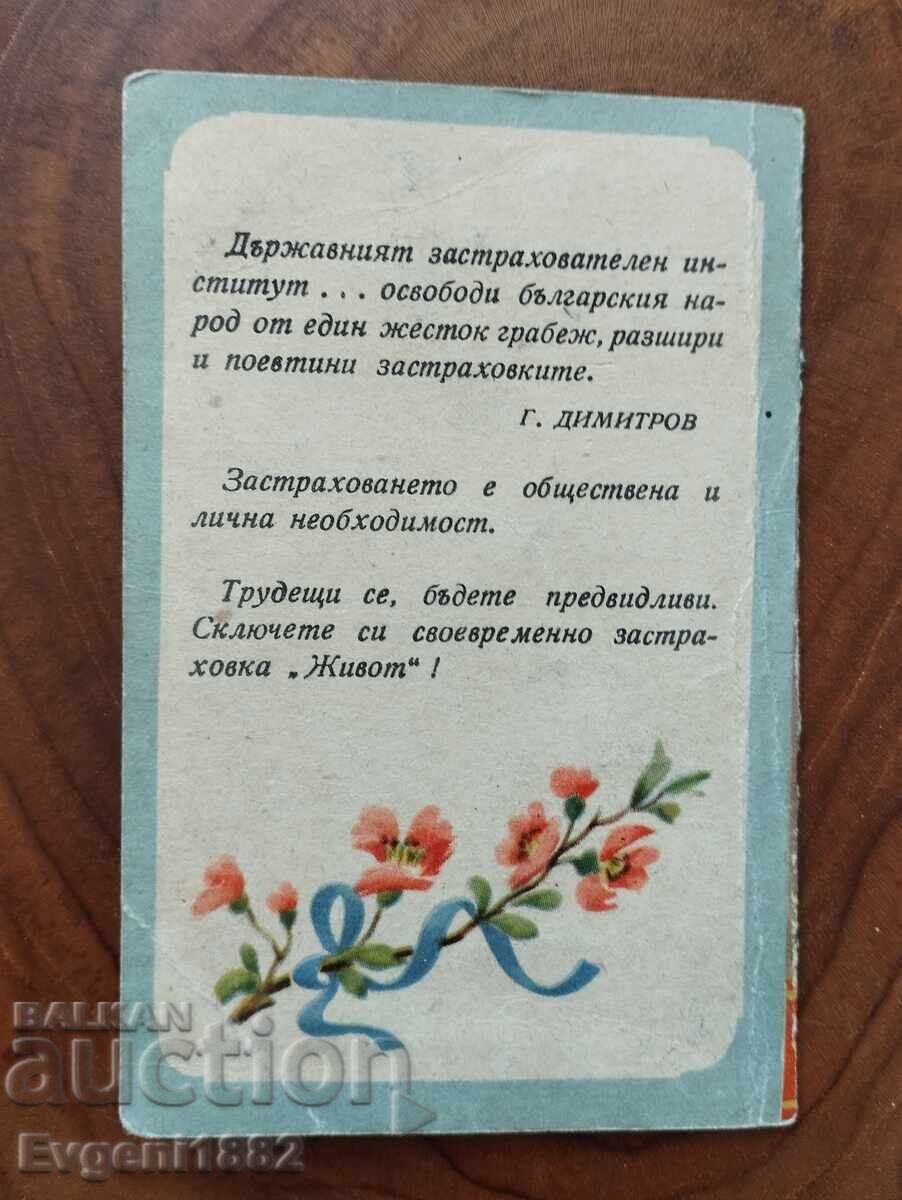 Държавният застрахователен ин-
ститут . . . освободи българския на-
род от един жесток грабеж, разшири
и поевтини застраховките.
Г. ДИМИТРОВ
Застраховането е обществена и
лична необходимост.
Трудещи се, бъдете предвидливи.
Сключете си своевременно застра-
ховка „Живот“ !
BALKAN
auction
Evgeni1882